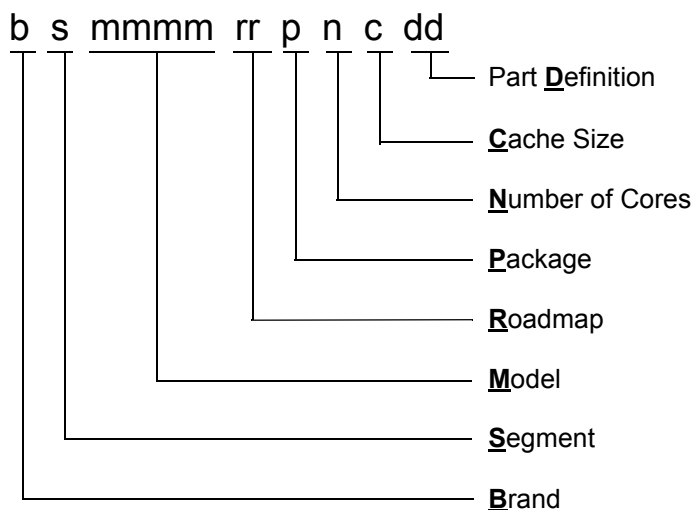 b s mmmm rr p n c dd
Part Definition
Cache Size
Number of Cores
Package
Roadmap
Model
Segment
Brand